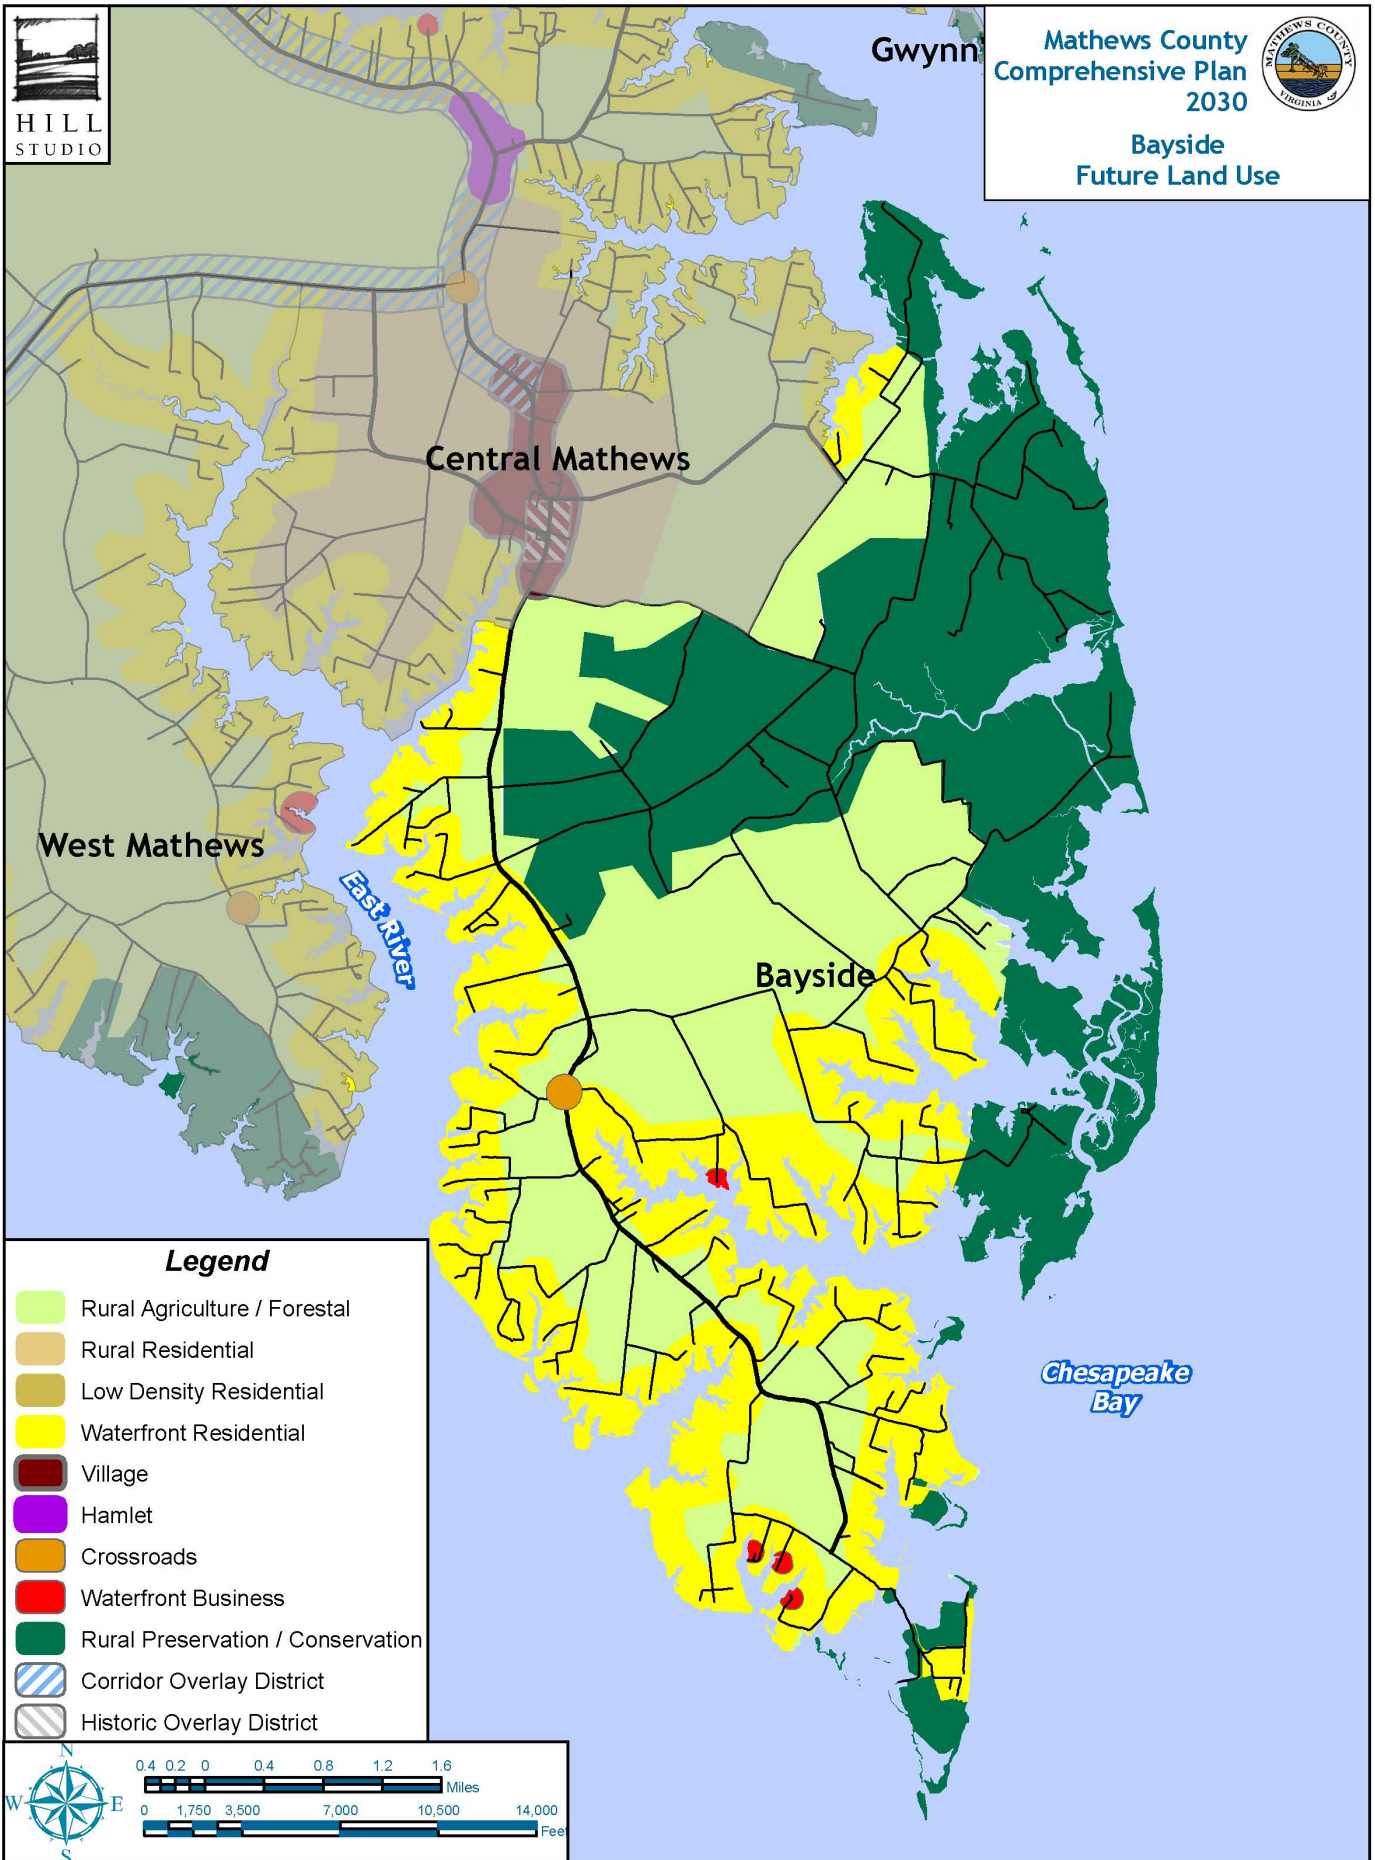 HILL
STUDIO
Gwynn'
Mathews County
Comprehensive Plan
2030
Bayside
Future Land Use
MATHEWS COUNTY
VIRGINIA
Central Mathews
West Mathews
East River
Bayside
Chesapeake
Bay
Legend
Rural Agriculture / Forestal
Rural Residential
Low Density Residential
Waterfront Residential
Village
Hamlet
Crossroads
Waterfront Business
Rural Preservation / Conservation
Corridor Overlay District
Historic Overlay District
N
W E
S
0.4 0.2 0 0.4 0.8 1.2 1.6
Miles
0 1,750 3,500 7,000 10,500 14,000
Feet